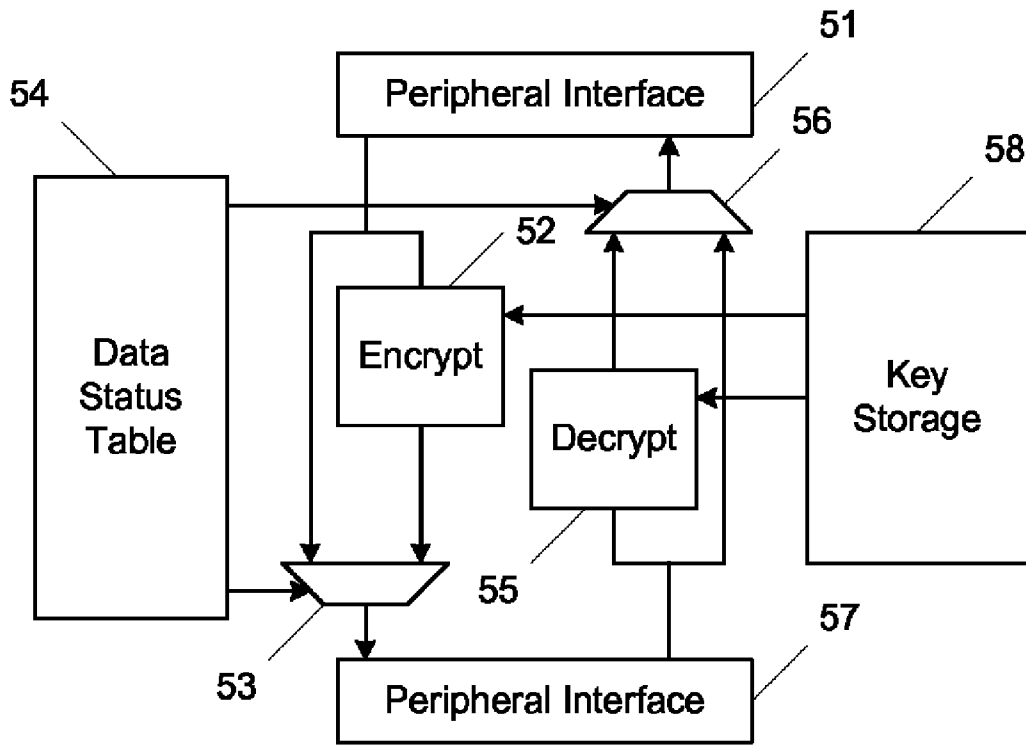 51
Peripheral Interface
54
56
58
52
Data
Status
Table
Encrypt
Key
Storage
Decrypt
55
57
53
Peripheral Interface